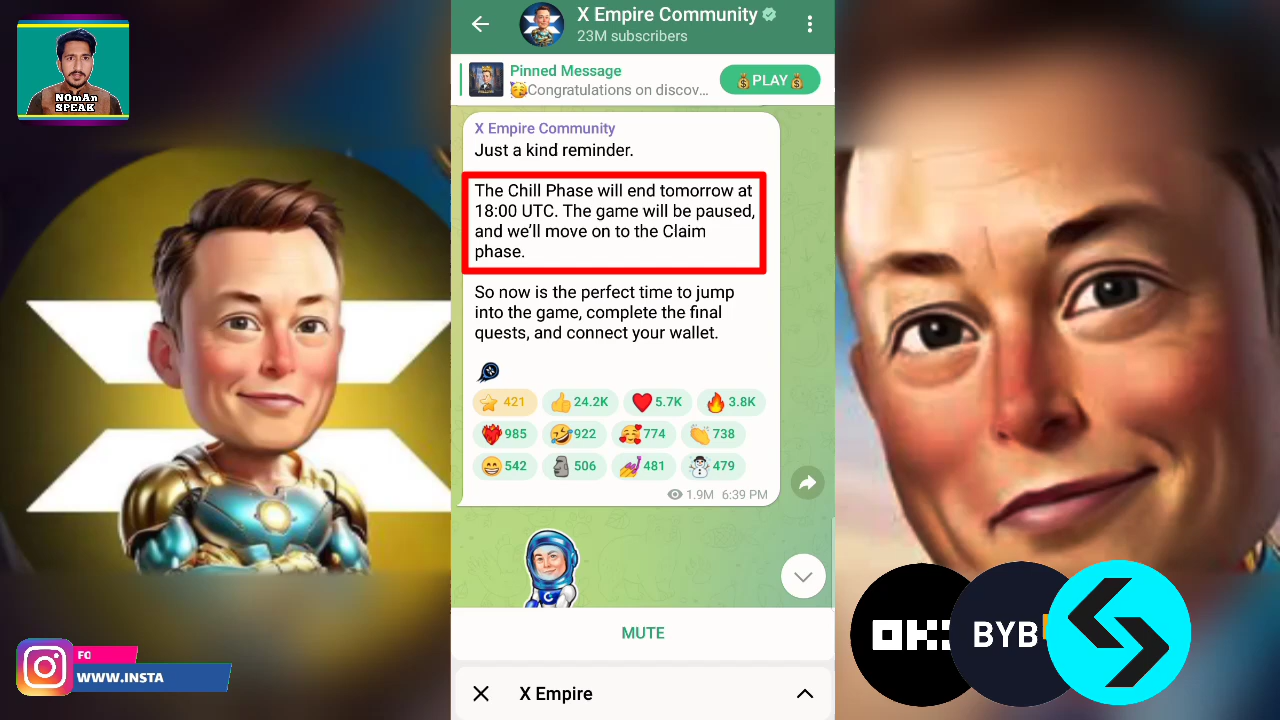 NOmAn
SPEAK
X Empire Community
23M subscribers
Pinned Message
🥳Congratulations on discov...
💰PLAY💰
X Empire Community
Just a kind reminder.
The Chill Phase will end tomorrow at
18:00 UTC. The game will be paused,
and we'll move on to the Claim
phase.
So now is the perfect time to jump
into the game, complete the final
quests, and connect your wallet.
421 24.2K 5.7K 3.8K
985 922 774 738
542 506 481 479
1.9M 6:39 PM
MUTE
X Empire
FO
WWW.INSTA
BYB